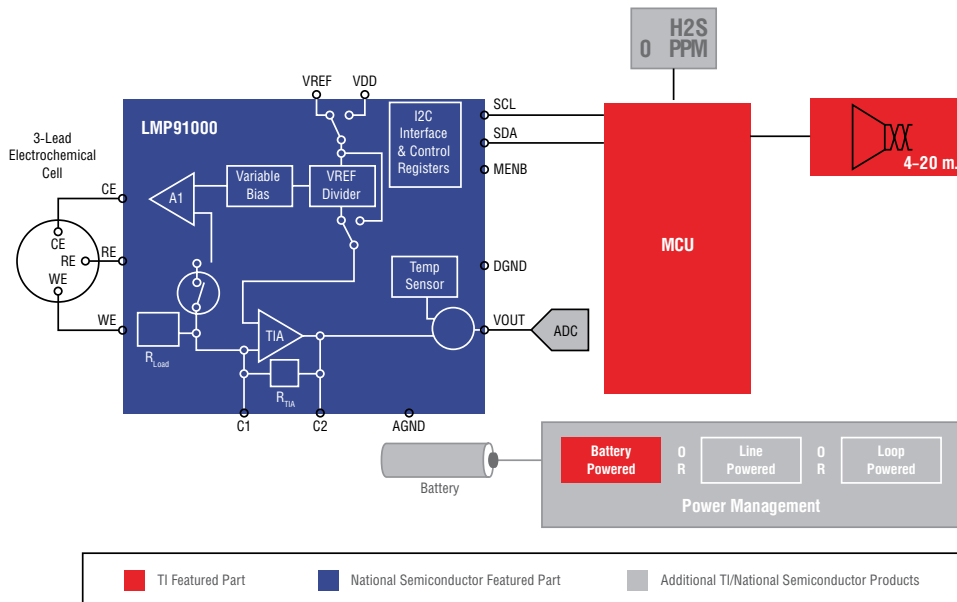 H2S
0 PPM
VREF
VDD
SCL
LMP91000
I2C
Interface
& Control
Registers
SDA
MENB
4-20 m.
3-Lead
Electrochemical
Cell
CE
A1
Variable
Bias
VREF
Divider
MCU
CE
RE
WE
RE
Temp
Sensor
DGND
WE
TIA
VOUT
ADC
RLoad
RTIA
C1
C2
AGND
Battery
Battery
Powered
O
R
Line
Powered
O
R
Loop
Powered
Power Management
TI Featured Part
National Semiconductor Featured Part
Additional TI/National Semiconductor Products